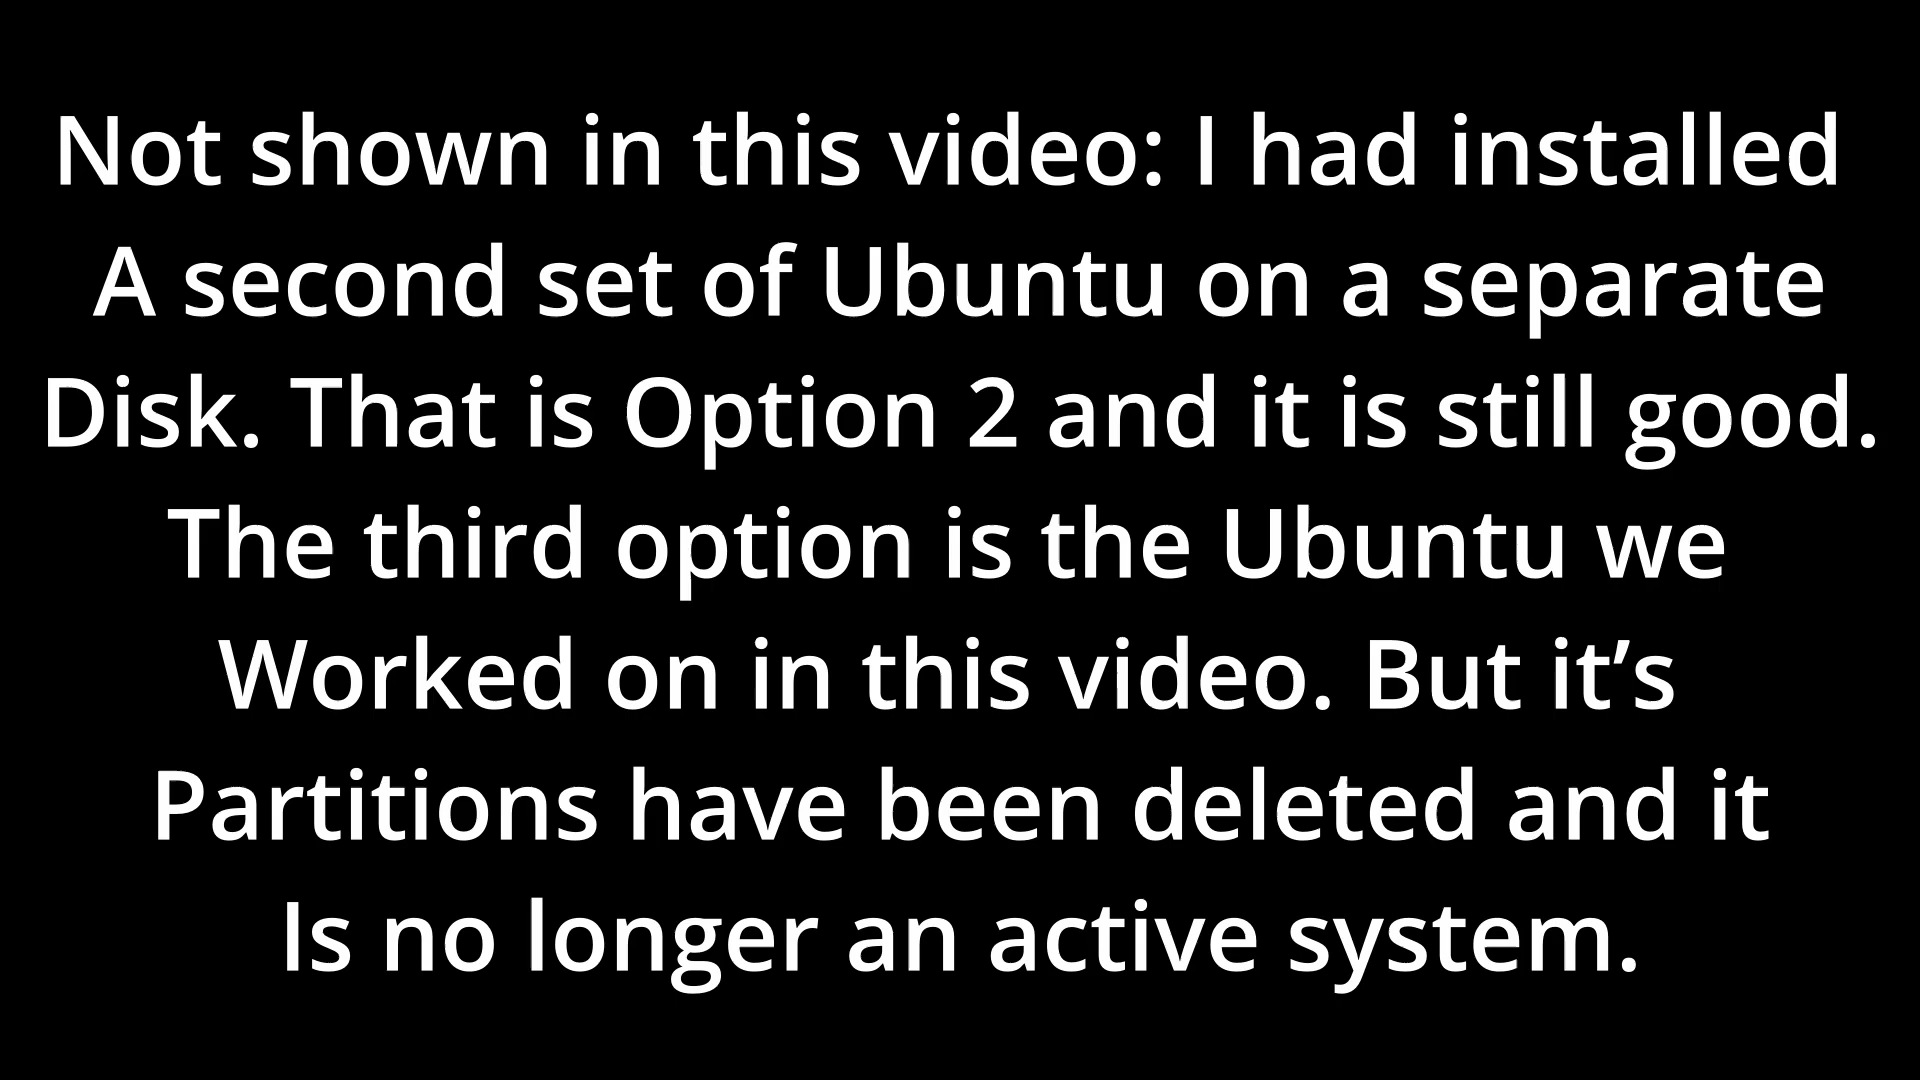 Not shown in this video: I had installed
A second set of Ubuntu on a separate
Disk. That is Option 2 and it is still good.
The third option is the Ubuntu we
Worked on in this video. But it’s
Partitions have been deleted and it
Is no longer an active system.